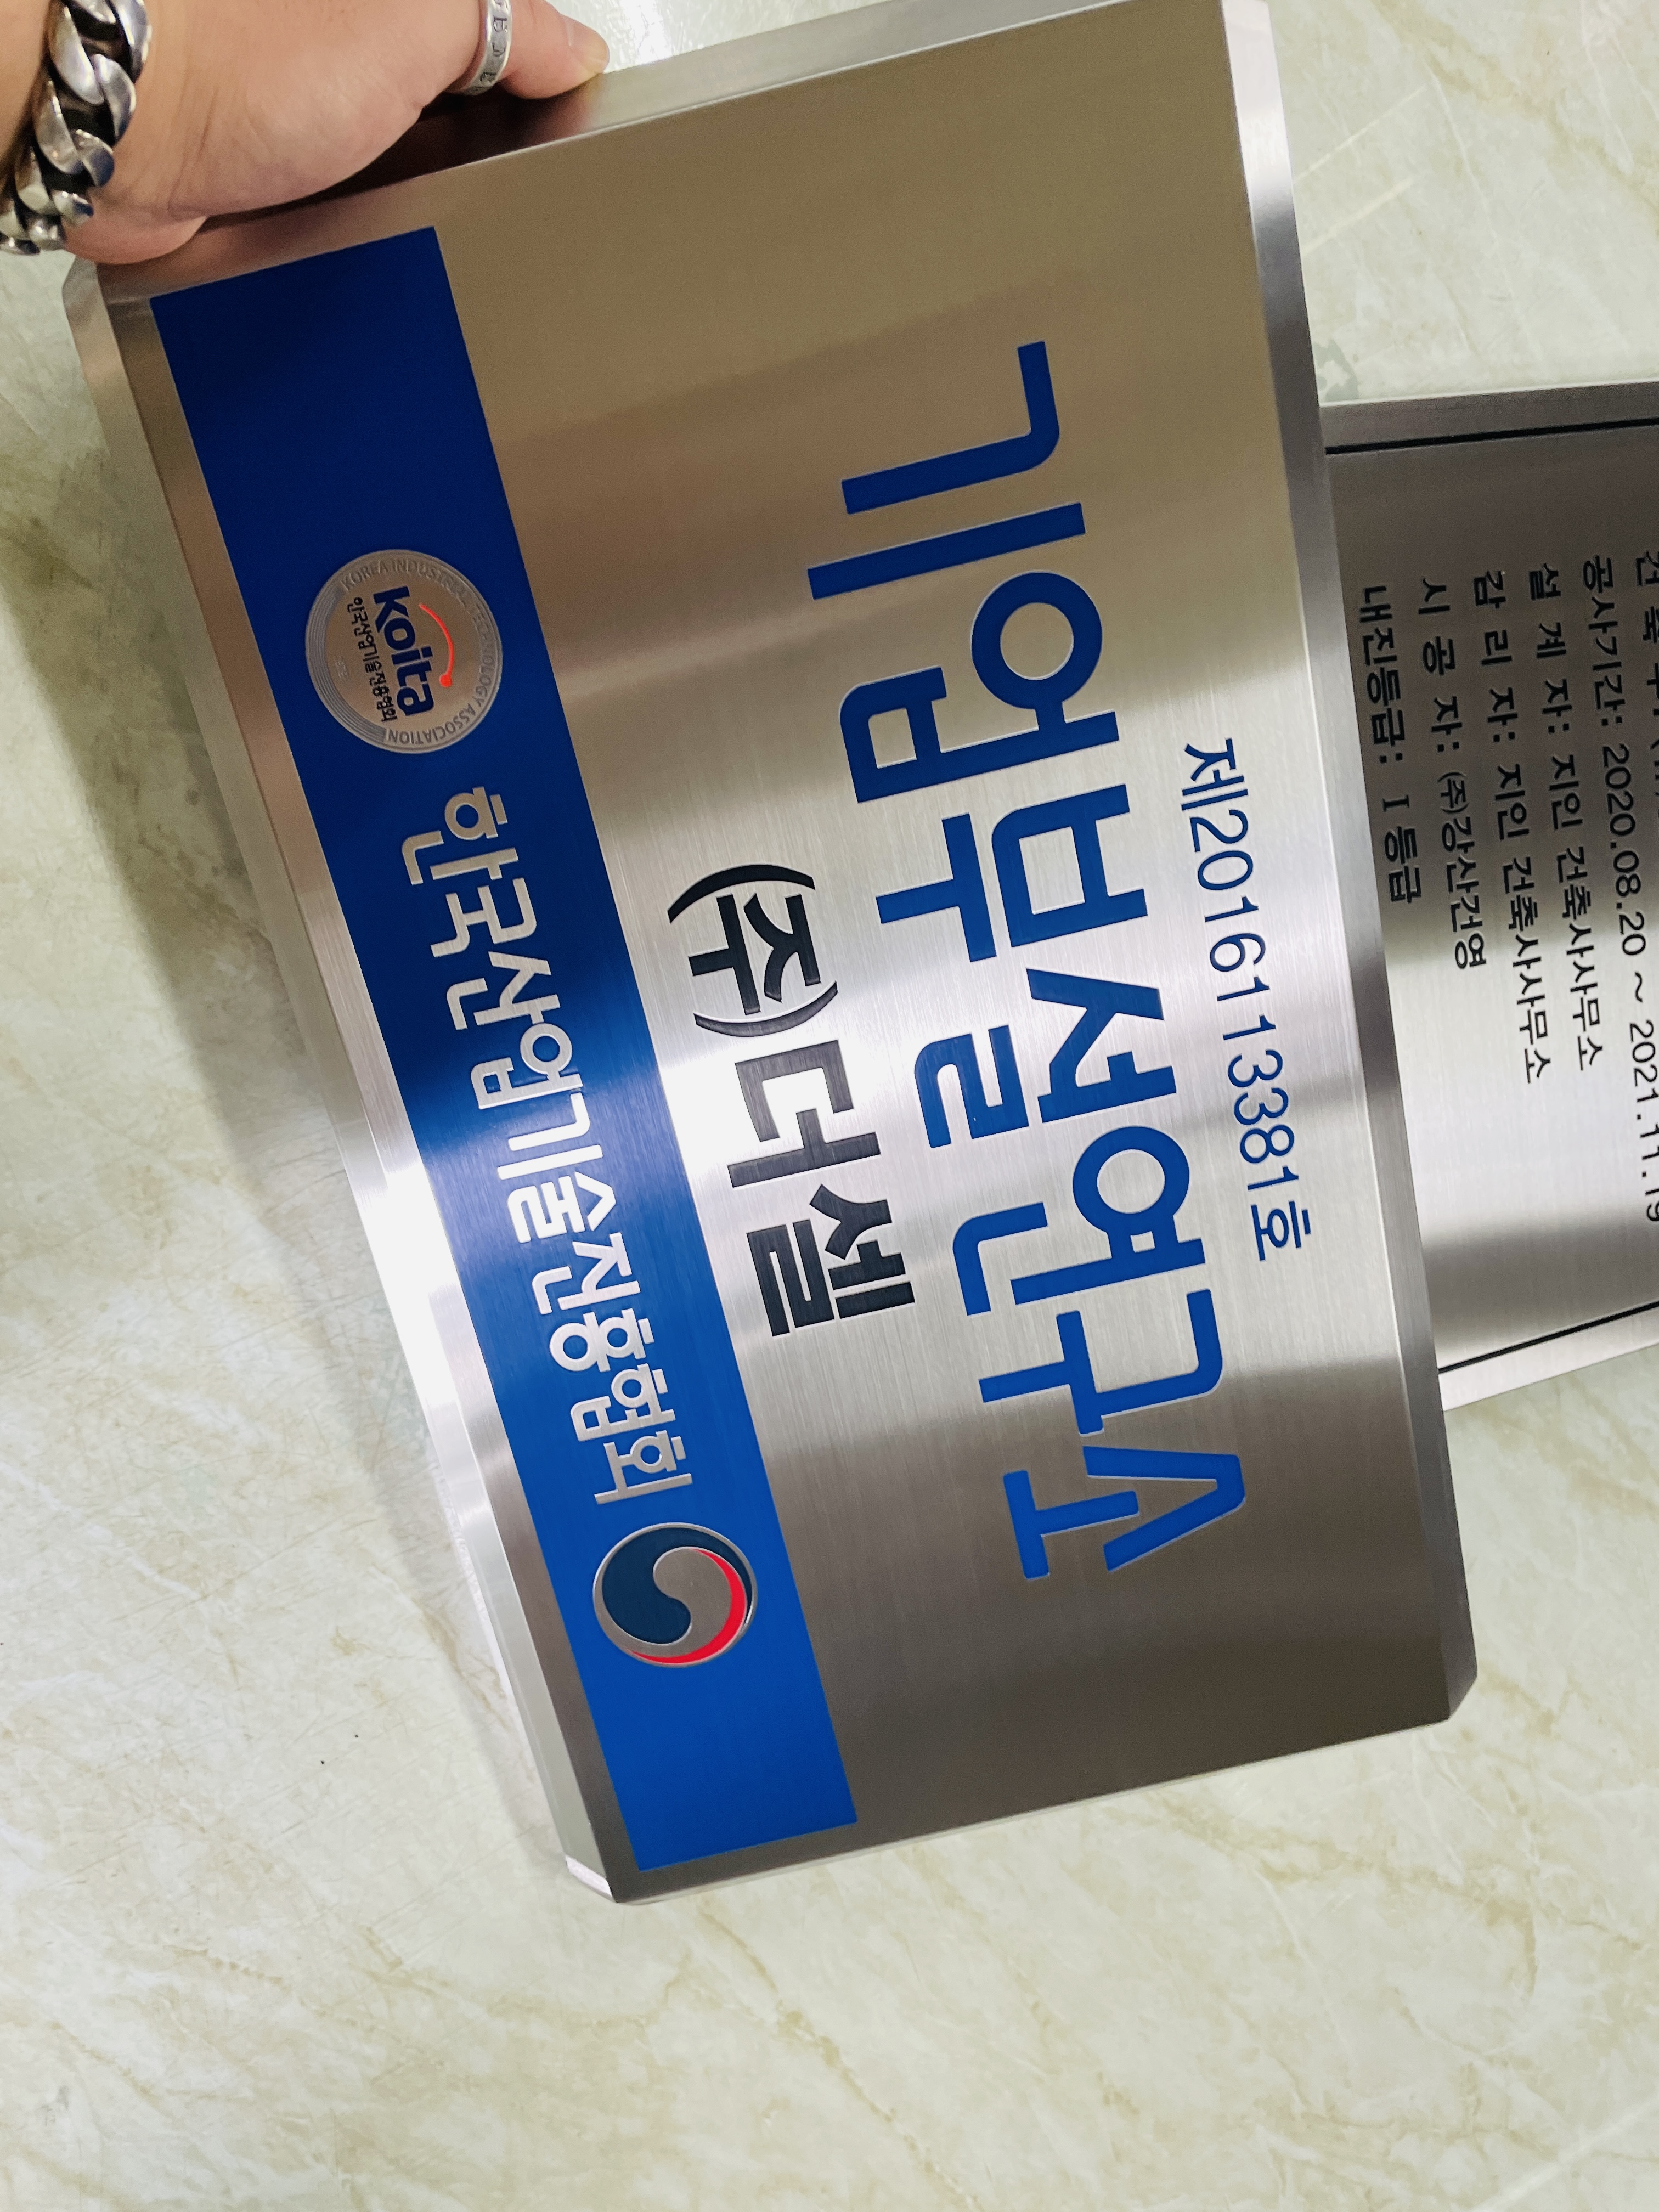 제2016113381호
기업부설연구소
(주)더셀
KOREA INDUSTRIAL TECHNOLOGY ASSOCIATION
koita
한국산업기술진흥협회
한국산업기술진흥협회
공사기간: 2020.08.20 ~ 2021.11.19
설 계 자: 지인 건축사사무소
감 리 자: 지인 건축사사무소
시 공 자: ㈜강산건영
내진등급: I 등급